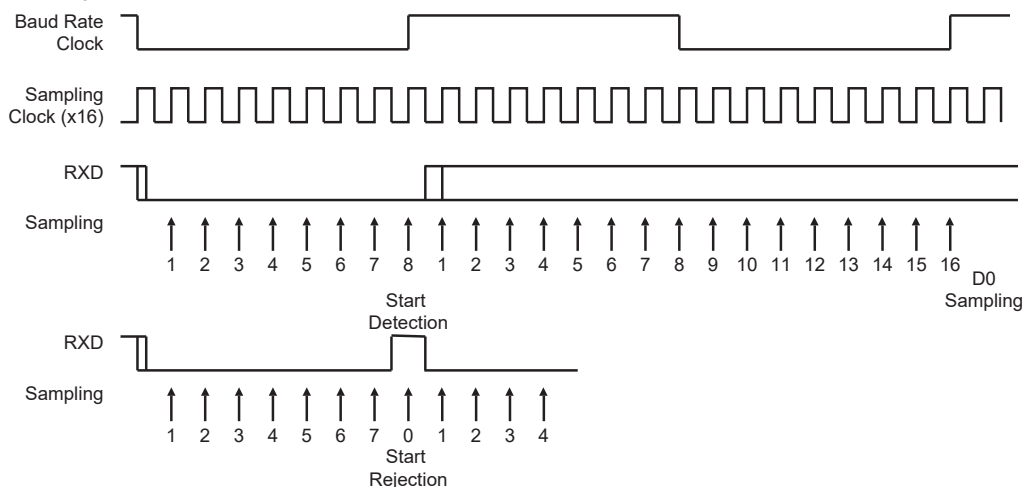 Baud Rate
Clock
Sampling
Clock (x16)
RXD
Sampling
1 2 3 4 5 6 7 8 1 2 3 4 5 6 7 8 9 10 11 12 13 14 15 16
D0
Sampling
Start
Detection
RXD
Sampling
1 2 3 4 5 6 7 0 1 2 3 4
Start
Rejection